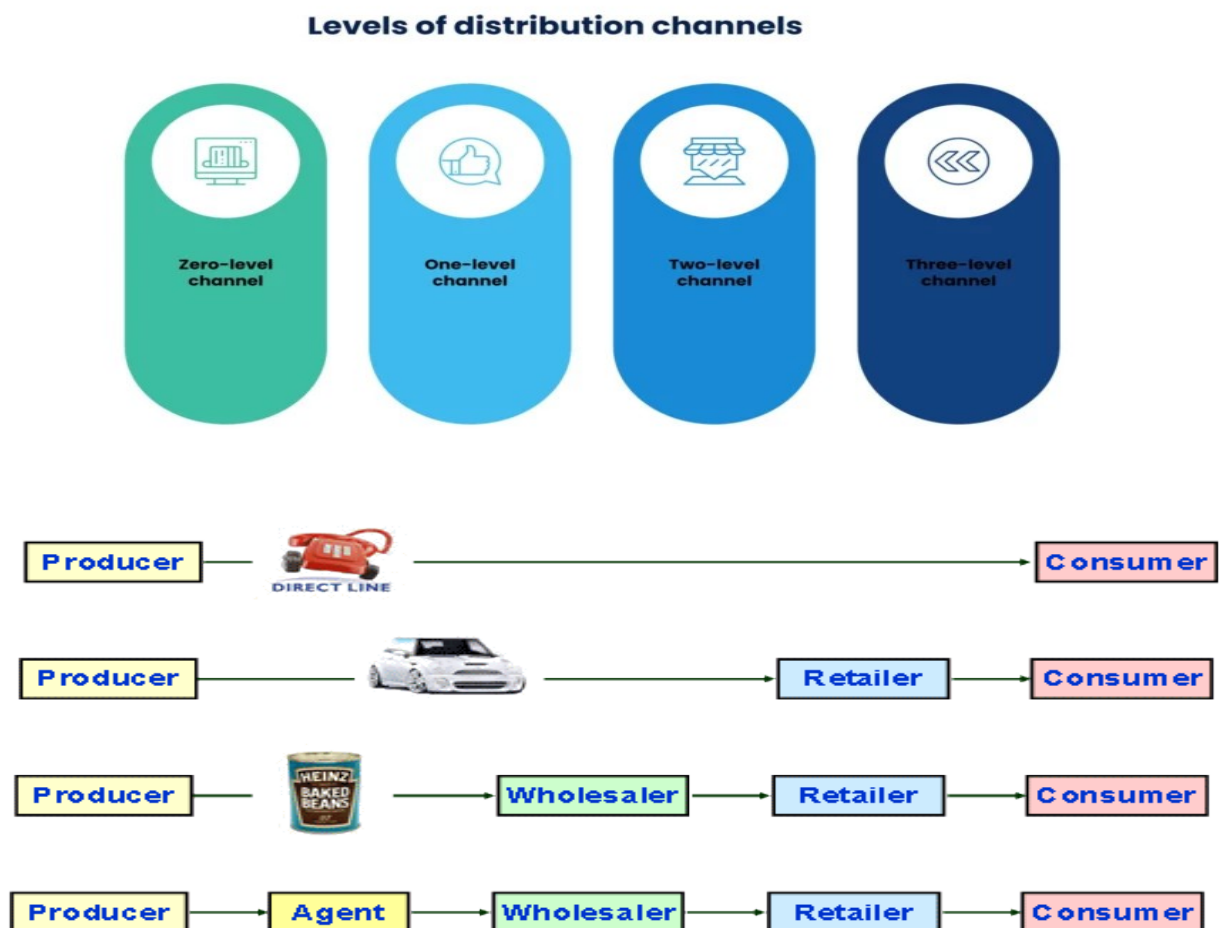 Levels of distribution channels
Zero-level
channel
One-level
channel
Two-level
channel
Three-level
channel
Producer
DIRECT LINE
Consumer
Producer
Retailer
Consumer
Producer
HEINZ
BAKED
BEANS
Wholesaler
Retailer
Consumer
Producer
Agent
Wholesaler
Retailer
Consumer